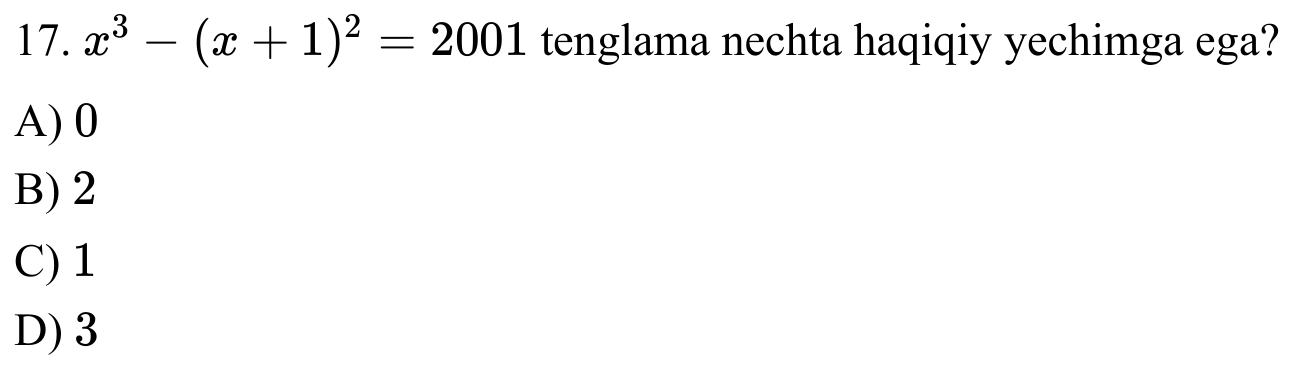 17. x³ − (x + 1)² = 2001 tenglama nechta haqiqiy yechimga ega?
A) 0
B) 2
C) 1
D) 3